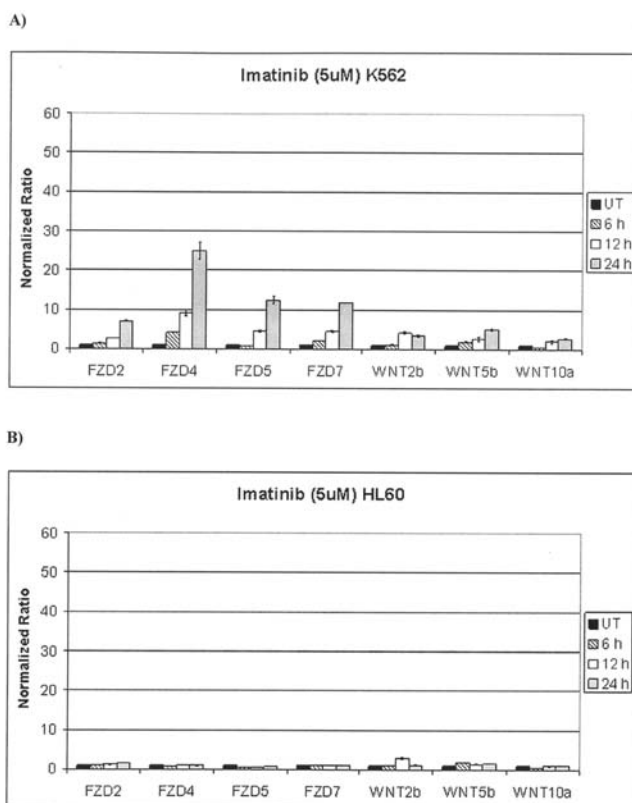 A)
Imatinib (5uM) K562
60
50
40
30
20
10
0
Normalized Ratio
FZD2 FZD4 FZD5 FZD7 WNT2b WNT5b WNT10a
UT
6 h
12 h
24 h
B)
Imatinib (5uM) HL60
60
50
40
30
20
10
0
Normalized Ratio
FZD2 FZD4 FZD5 FZD7 WNT2b WNT5b WNT10a
UT
6 h
12 h
24 h